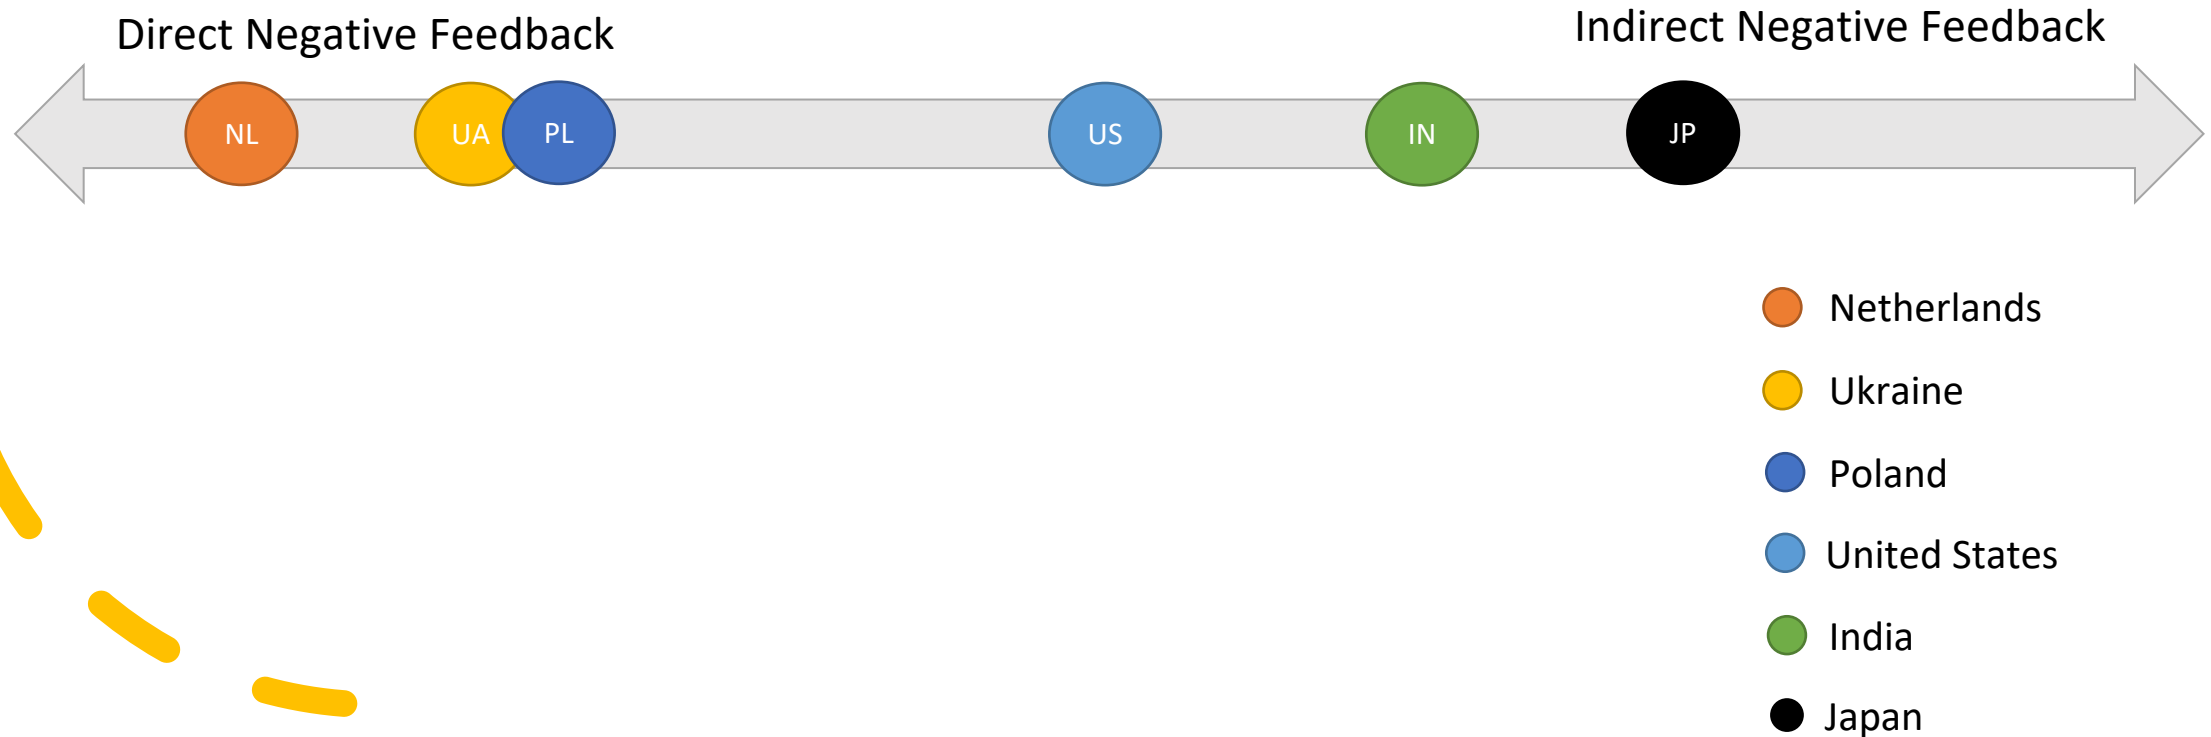 Direct Negative Feedback
Indirect Negative Feedback
NL
UA
PL
US
IN
JP
Netherlands
Ukraine
Poland
United States
India
Japan